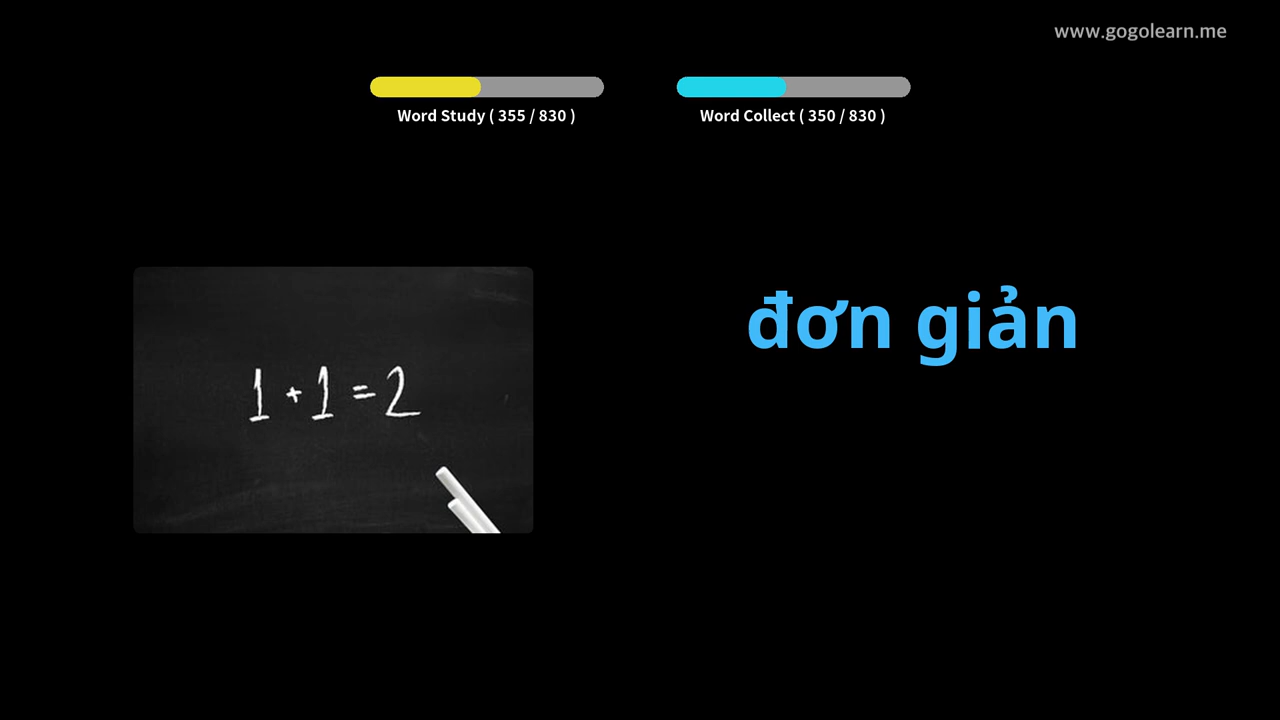 www.gogolearn.me
Word Study ( 355 / 830 )
Word Collect ( 350 / 830 )
đơn giản
1 + 1 = 2